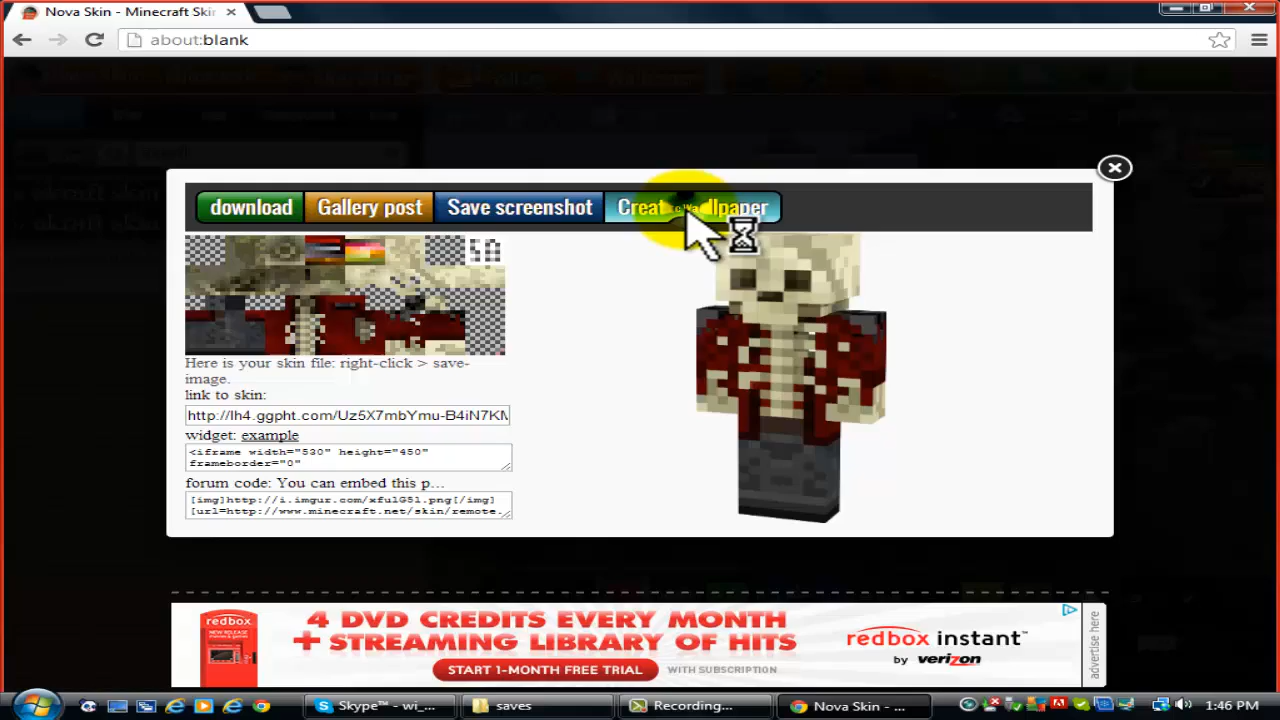 Nova Skin - Minecraft Skin
about:blank
download
Gallery post
Save screenshot
Here is your skin file: right-click > save-
image.
link to skin:
http://lh4.ggpht.com/Uz5X7mbYmu-B4iN7KM
widget: example
<iframe width="530" height="450"
frameborder="0"
forum code: You can embed this p...
[img]http://i.imgur.com/xfulG5l.png[/img]
[url=http://www.minecraft.net/skin/remote.
redbox
4 DVD CREDITS EVERY MONTH
+ STREAMING LIBRARY OF HITS
START 1-MONTH FREE TRIAL
WITH SUBSCRIPTION
redbox instant™
by verizon
advertise here
Skype™ - wi_...
saves
Recording...
Nova Skin - ...
1:46 PM